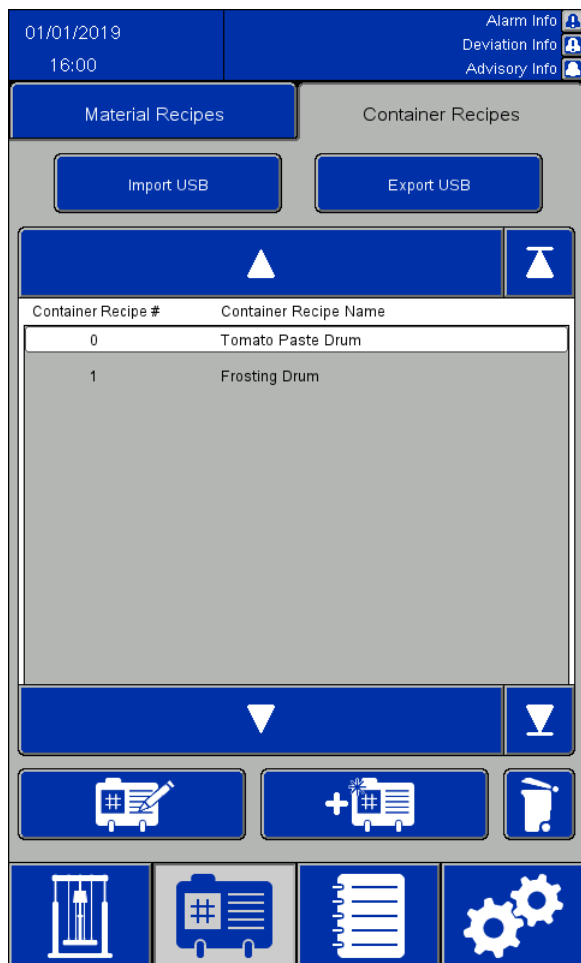 01/01/2019
16:00
Alarm Info
Deviation Info
Advisory Info
Material Recipes
Container Recipes
Import USB
Export USB
Container Recipe # Container Recipe Name
0 Tomato Paste Drum
1 Frosting Drum